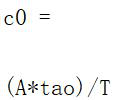 c0 =
(A*tao)/T